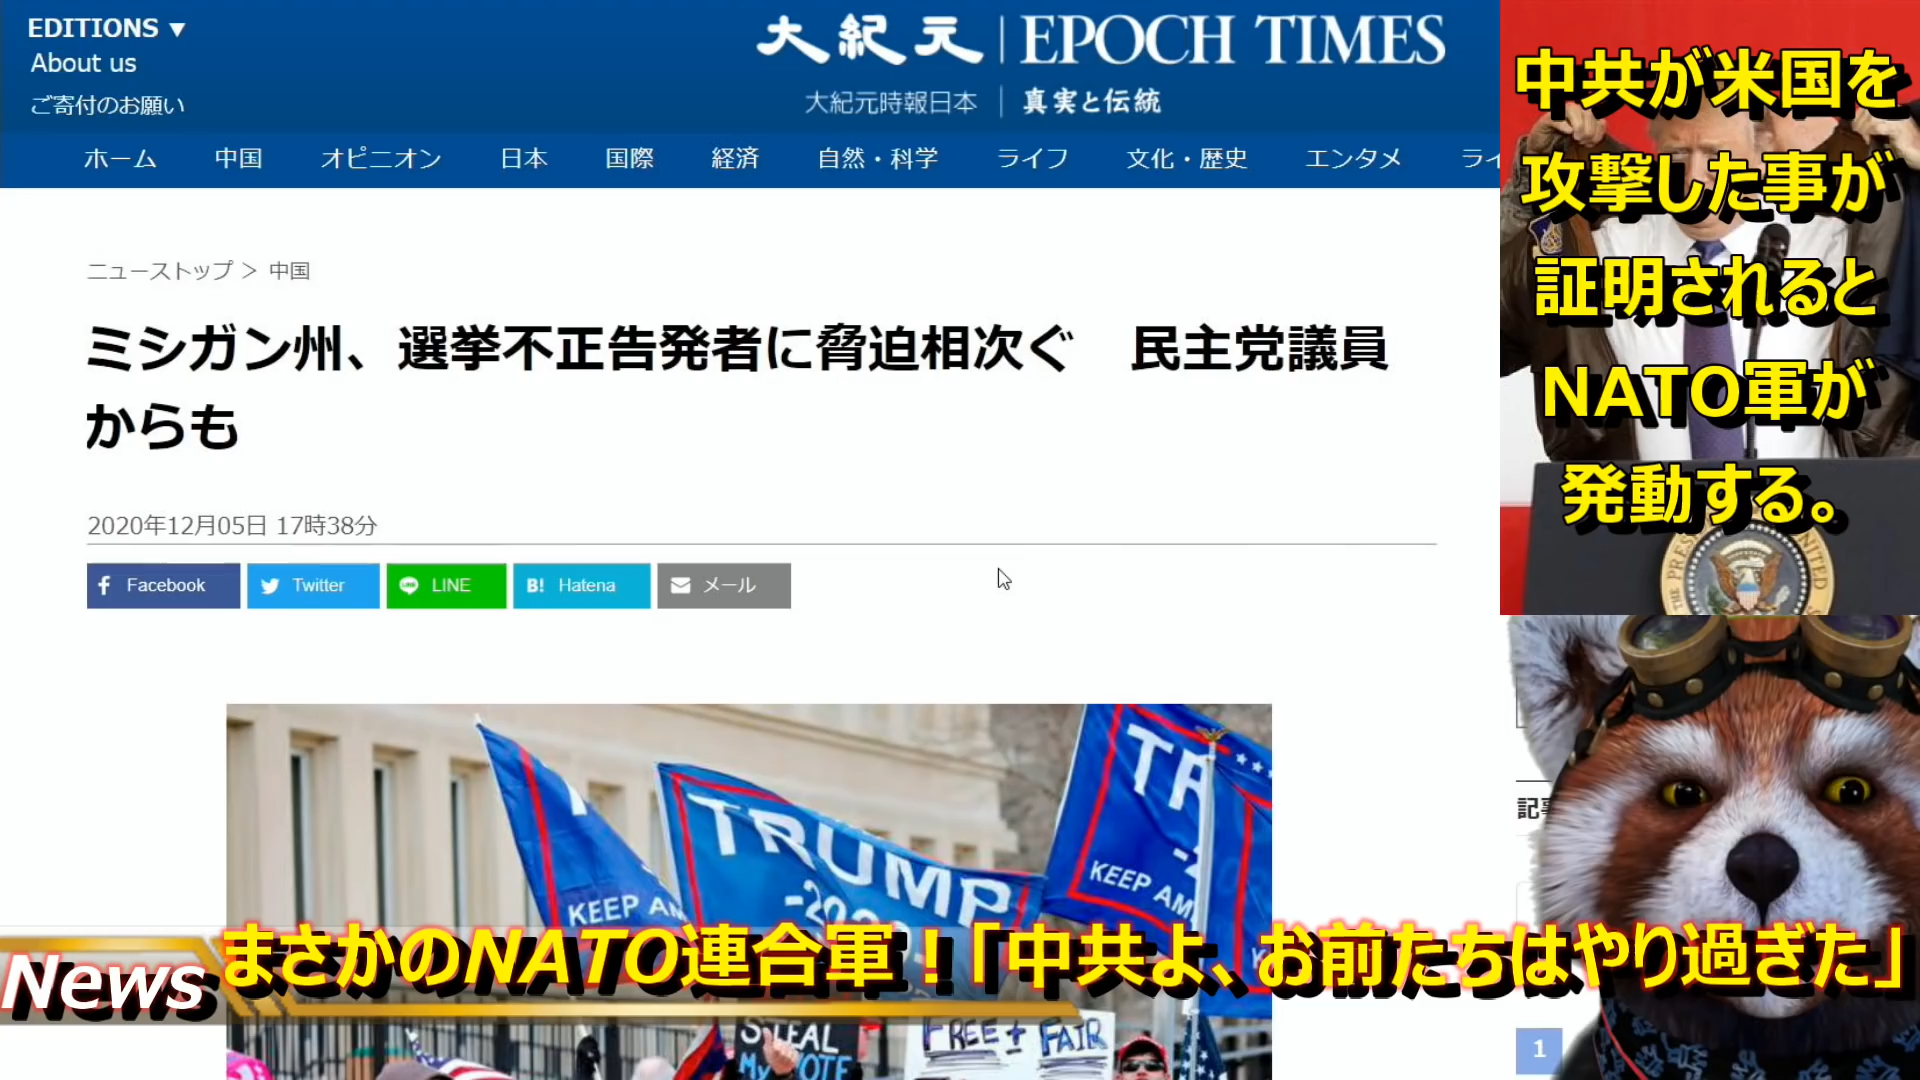 EDITIONS ▼
About us
ご寄付のお願い
大紀元 | EPOCH TIMES
大紀元時報日本 | 真実と伝統
ホーム 中国 オピニオン 日本 国際 経済 自然・科学 ライフ 文化・歴史 エンタメ
ニューストップ > 中国
ミシガン州、選挙不正告発者に脅迫相次ぐ 民主党議員
からも
2020年12月05日 17時38分
Facebook Twitter LINE B! Hatena メール
中共が米国を
攻撃した事が
証明されると
NATO軍が
発動する。
TRUMP
KEEP
KEEP AM
News
まさかのNATO連合軍！「中共よ、お前たちはやり過ぎた」
STEAL
My VOTE
FREE + FAIR
1